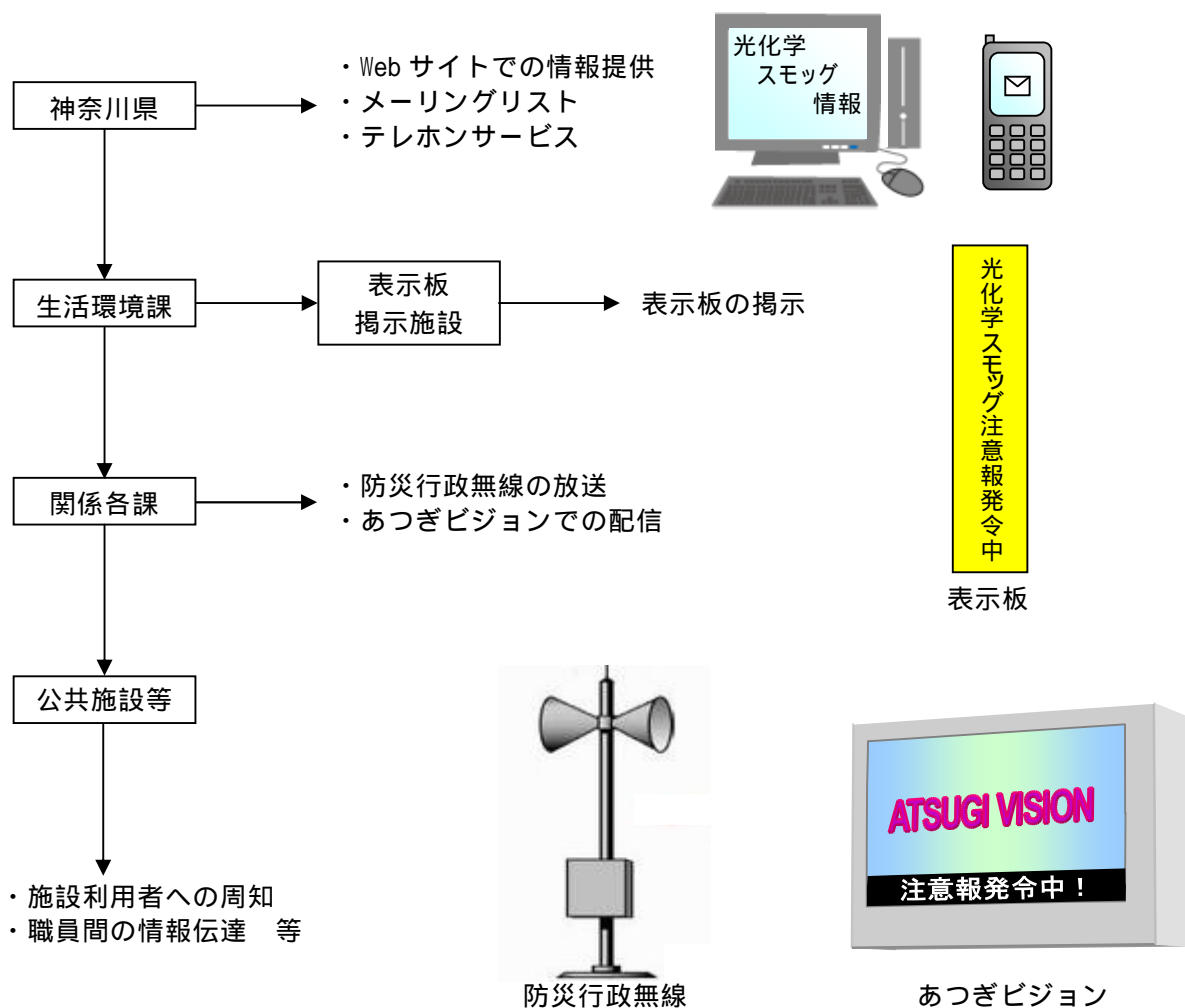 神奈川県
・Web サイトでの情報提供
・メーリングリスト
・テレホンサービス
光化学
スモッグ
情報
生活環境課
表示板
掲示施設
表示板の掲示
光化学スモッグ注意報発令中
表示板
関係各課
・防災行政無線の放送
・あつぎビジョンでの配信
公共施設等
・施設利用者への周知
・職員間の情報伝達　等
防災行政無線
ATSUGI VISION
注意報発令中！
あつぎビジョン